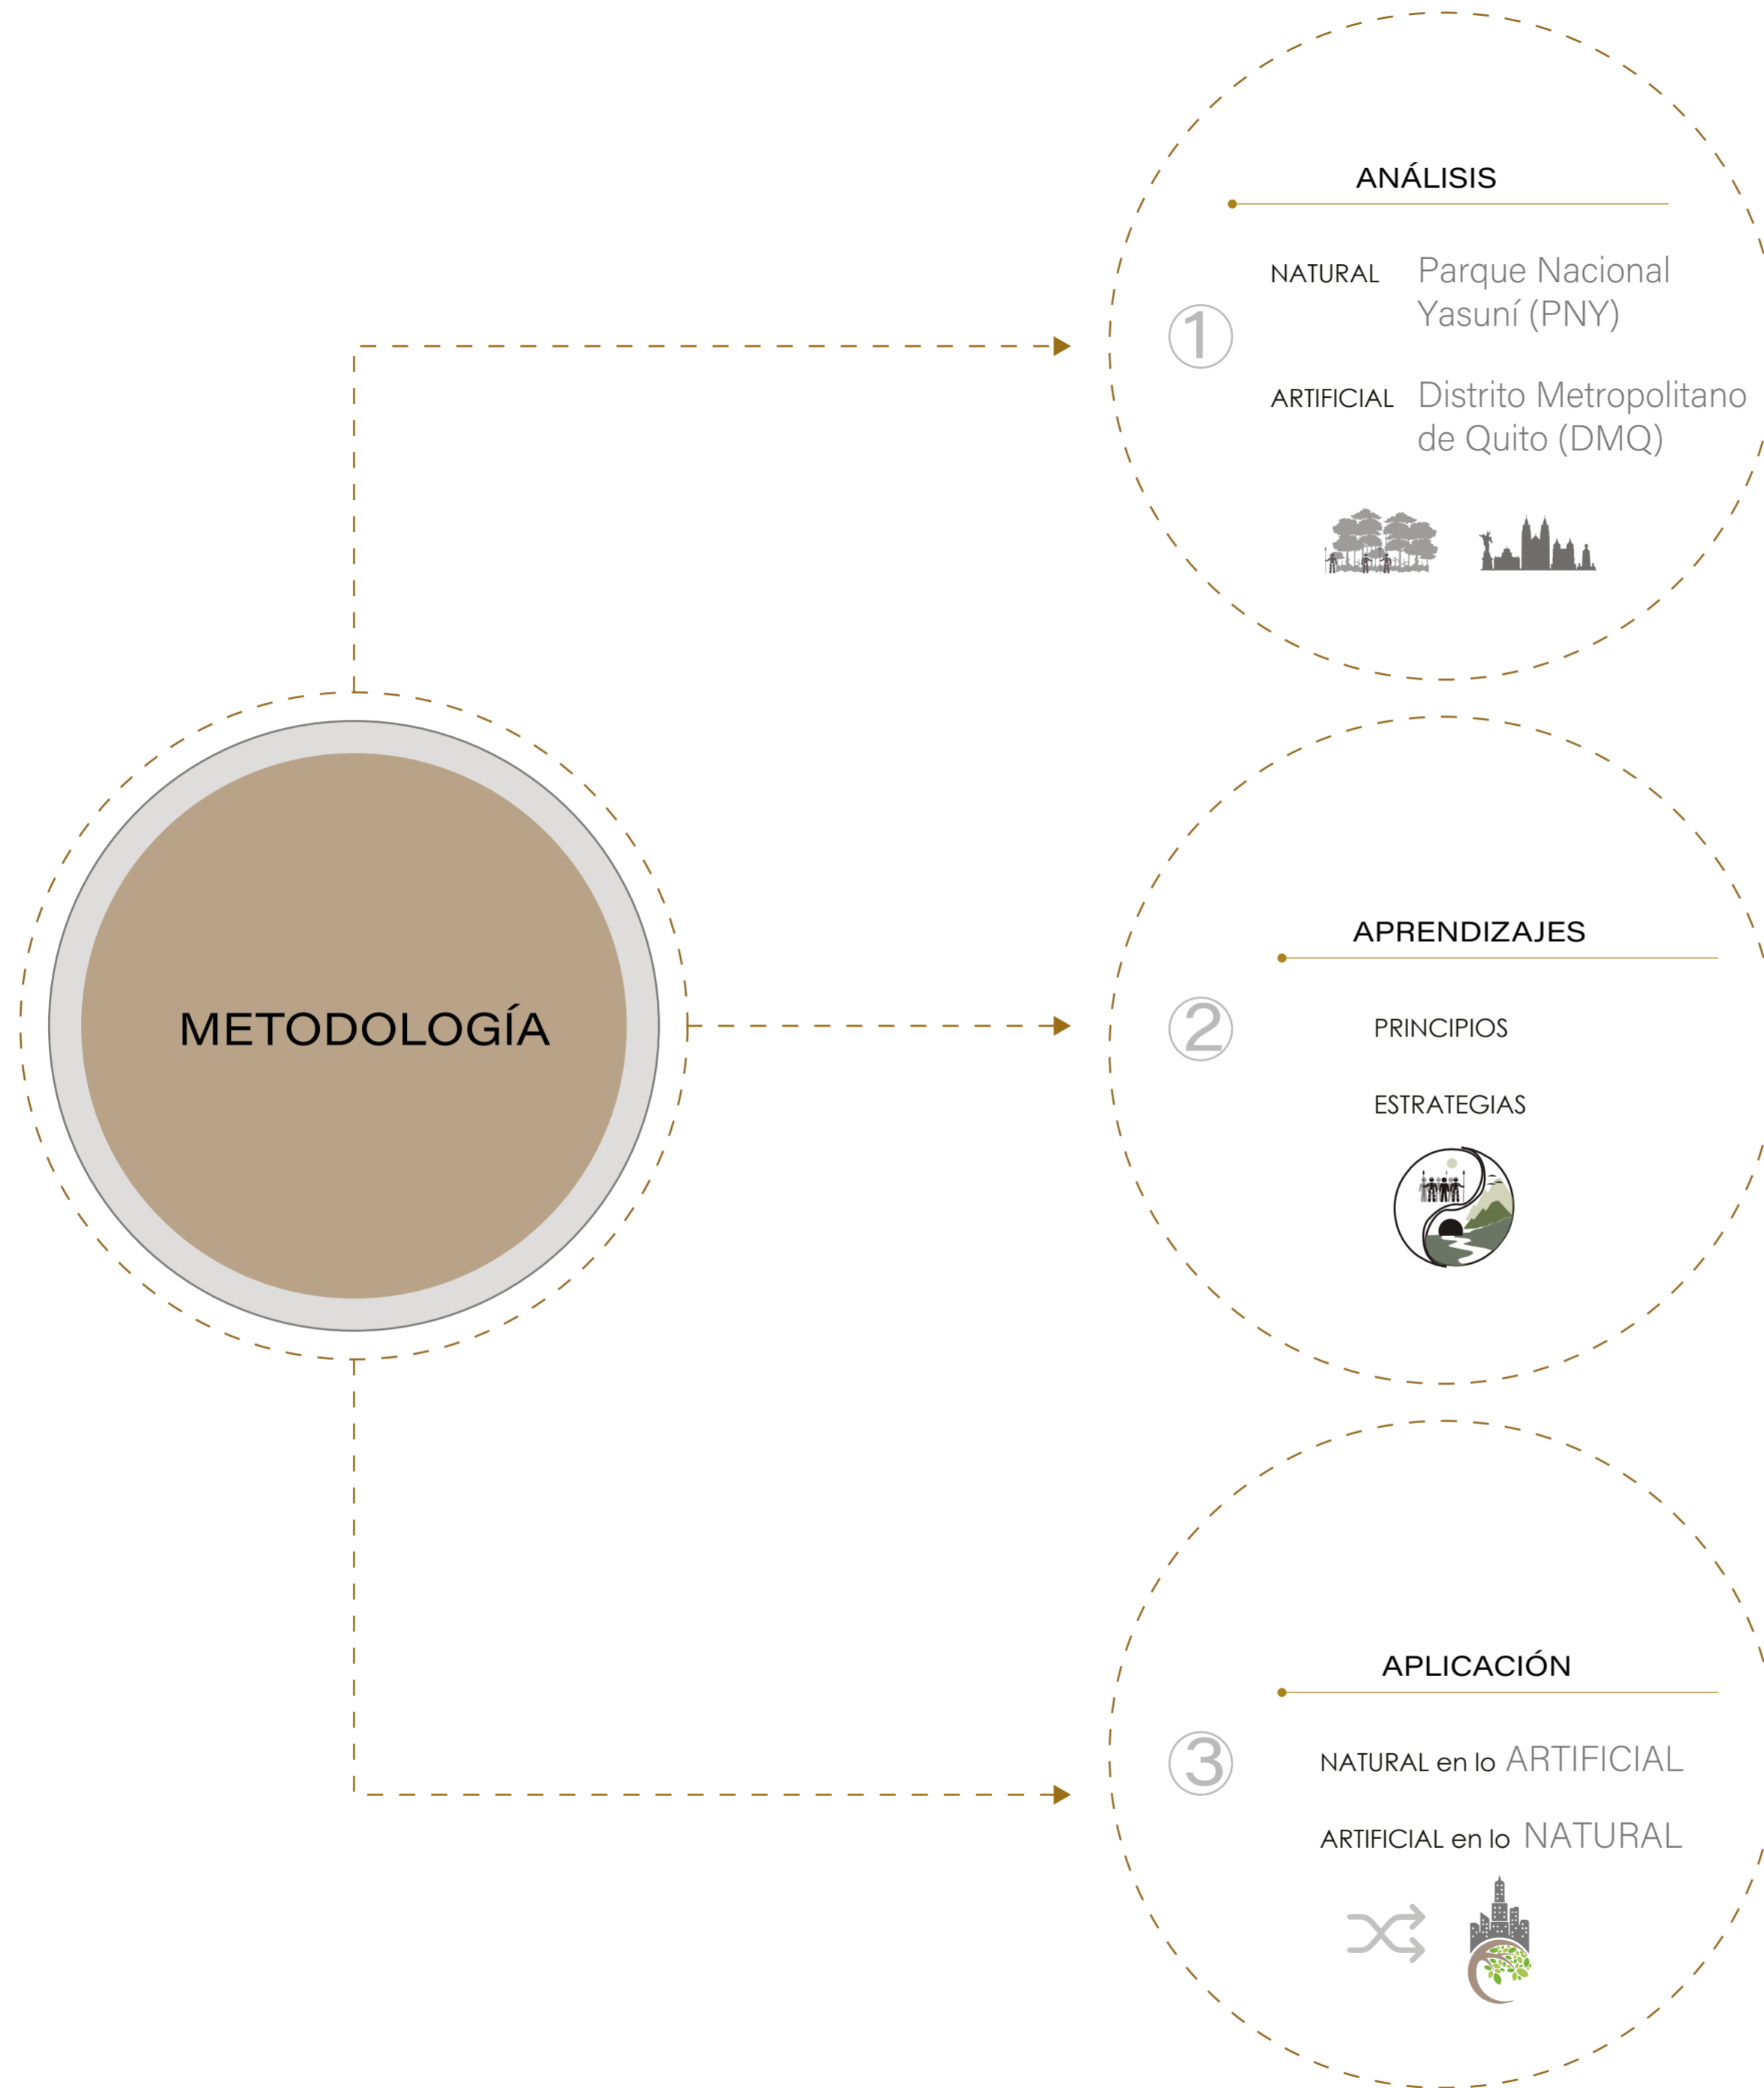 METODOLOGÍA
1
ANÁLISIS
NATURAL Parque Nacional
Yasuní (PNY)
ARTIFICIAL Distrito Metropolitano
de Quito (DMQ)
2
APRENDIZAJES
PRINCIPIOS
ESTRATEGIAS
3
APLICACIÓN
NATURAL en lo ARTIFICIAL
ARTIFICIAL en lo NATURAL